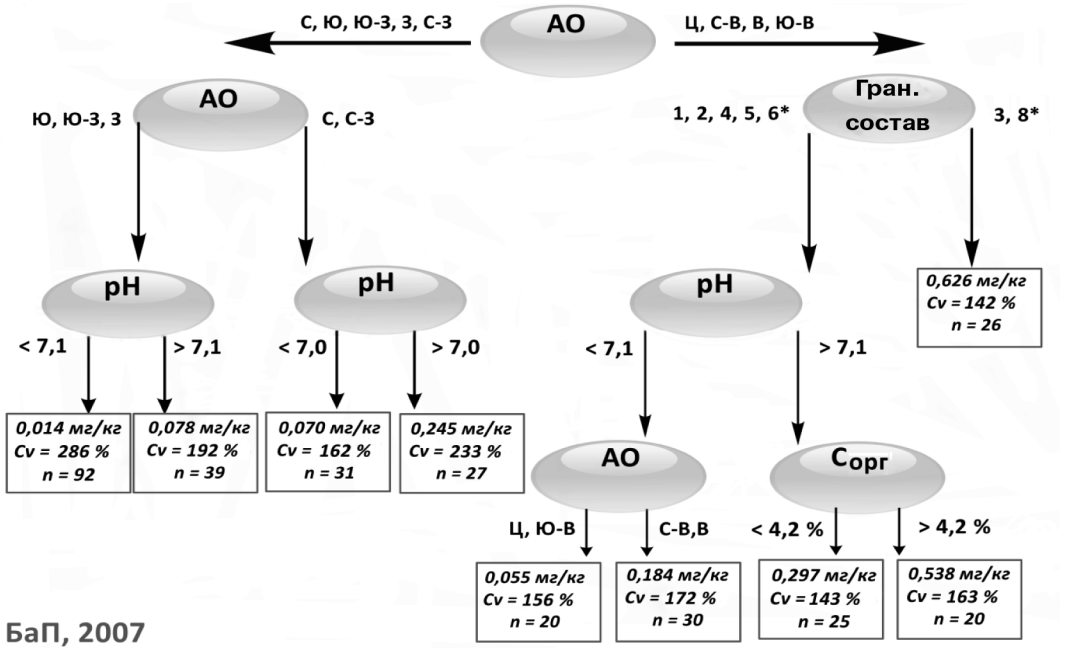 С, Ю, Ю-З, З, С-З
АО
Ц, С-В, В, Ю-В
АО
Ю, Ю-З, З
С, С-З
Гран.
состав
1, 2, 4, 5, 6*
3, 8*
pH
< 7,1
> 7,1
pH
< 7,0
> 7,0
pH
< 7,1
> 7,1
0,626 мг/кг
Cv = 142 %
n = 26
0,014 мг/кг
Cv = 286 %
n = 92
0,078 мг/кг
Cv = 192 %
n = 39
0,070 мг/кг
Cv = 162 %
n = 31
0,245 мг/кг
Cv = 233 %
n = 27
АО
Ц, Ю-В
С-В,В
Сорг
< 4,2 %
> 4,2 %
0,055 мг/кг
Cv = 156 %
n = 20
0,184 мг/кг
Cv = 172 %
n = 30
0,297 мг/кг
Cv = 143 %
n = 25
0,538 мг/кг
Cv = 163 %
n = 20
БаП, 2007